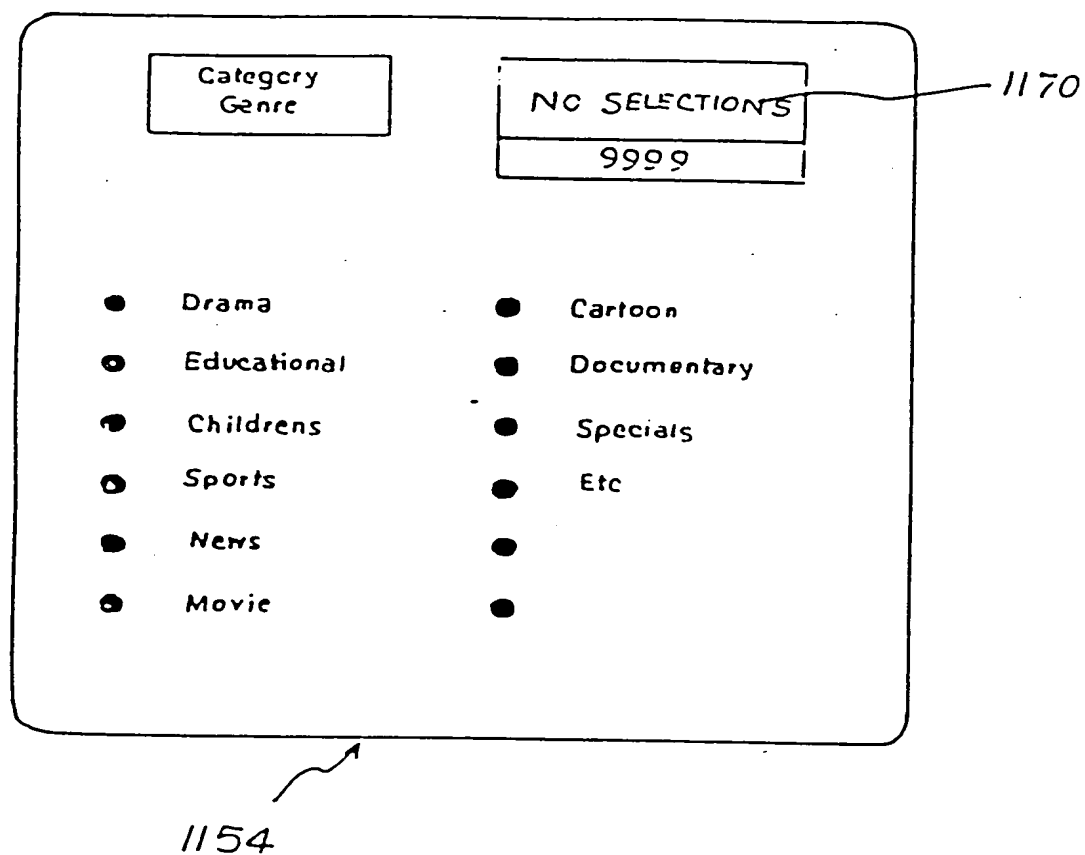 Category
Genre
NO SELECTIONS
9999
1170
Drama
Educational
Childrens
Sports
News
Movie
Cartoon
Documentary
Specials
Etc
1154